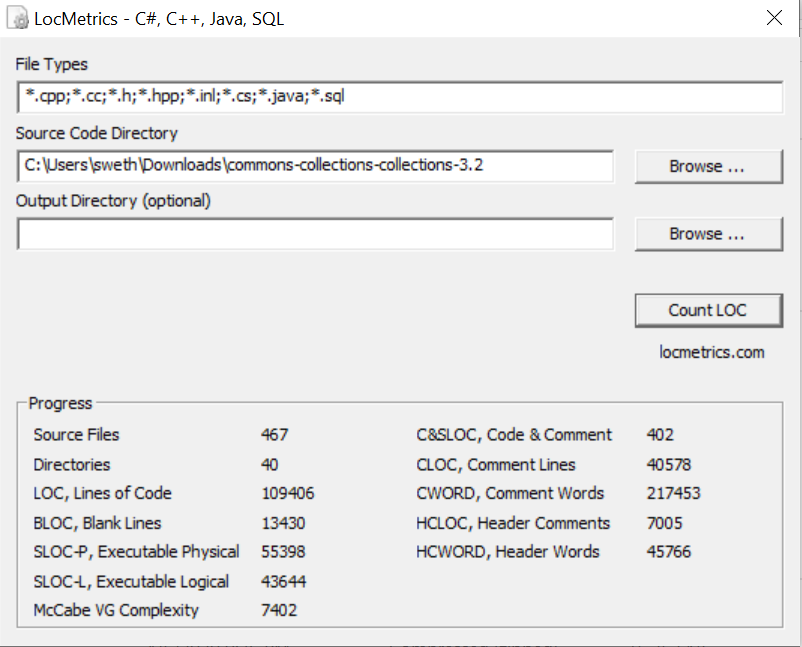 LocMetrics - C#, C++, Java, SQL
File Types
*.cpp;*.cc;*.h;*.hpp;*.inl;*.cs;*.java;*.sql
Source Code Directory
C:\Users\sweth\Downloads\commons-collections-collections-3.2
Browse ...
Output Directory (optional)
Browse ...
Count LOC
locmetrics.com
Progress
Source Files 467 C&SLOC, Code & Comment 402
Directories 40 CLOC, Comment Lines 40578
LOC, Lines of Code 109406 CWORD, Comment Words 217453
BLOC, Blank Lines 13430 HCLOC, Header Comments 7005
SLOC-P, Executable Physical 55398 HCWORD, Header Words 45766
SLOC-L, Executable Logical 43644
McCabe VG Complexity 7402